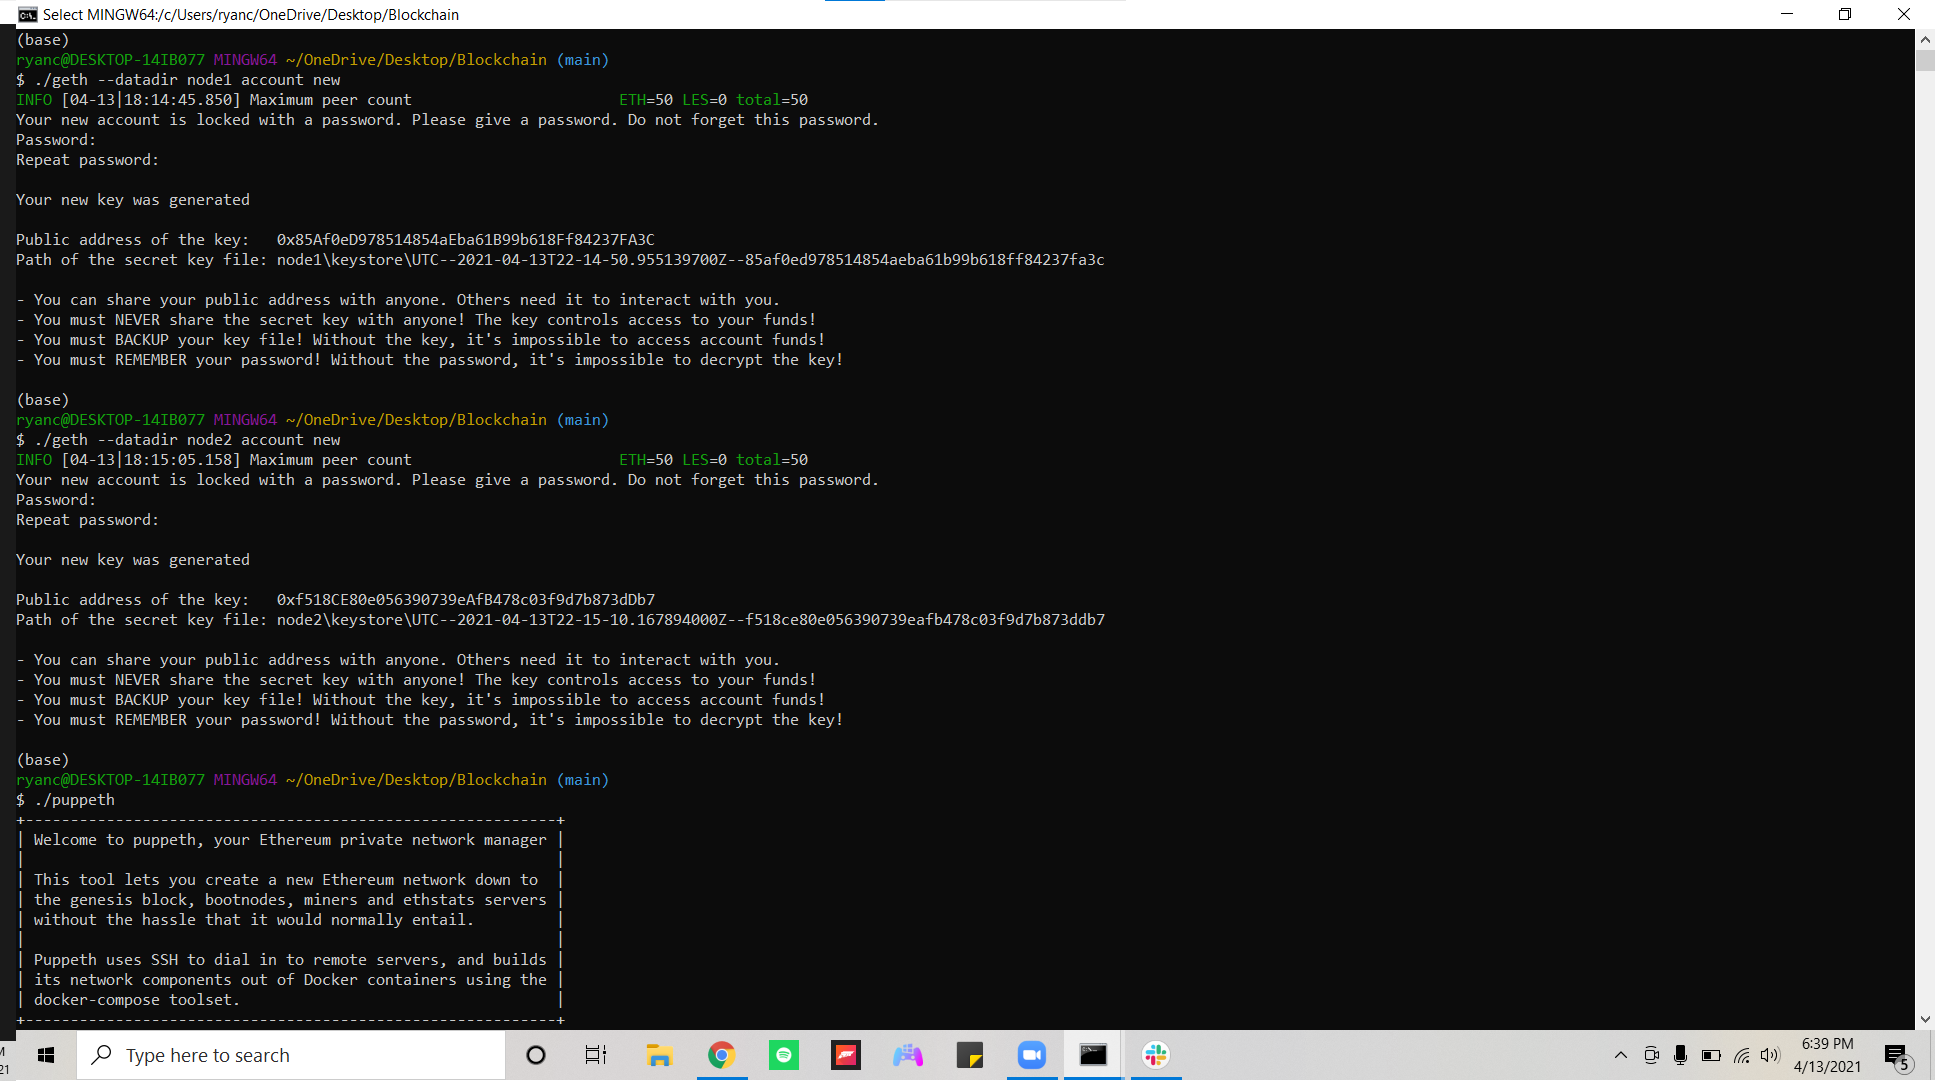 Select MINGW64:/c/Users/ryanc/OneDrive/Desktop/Blockchain
(base)
ryanc@DESKTOP-14IB077 MINGW64 ~/OneDrive/Desktop/Blockchain (main)
$ ./geth --datadir node1 account new
INFO [04-13|18:14:45.850] Maximum peer count                       ETH=50 LES=0 total=50
Your new account is locked with a password. Please give a password. Do not forget this password.
Password:
Repeat password:
Your new key was generated
Public address of the key:   0x85Af0eD978514854aEba61B99b618Ff84237FA3C
Path of the secret key file: node1\keystore\UTC--2021-04-13T22-14-50.955139700Z--85af0ed978514854aeba61b99b618ff84237fa3c
- You can share your public address with anyone. Others need it to interact with you.
- You must NEVER share the secret key with anyone! The key controls access to your funds!
- You must BACKUP your key file! Without the key, it's impossible to access account funds!
- You must REMEMBER your password! Without the password, it's impossible to decrypt the key!
(base)
ryanc@DESKTOP-14IB077 MINGW64 ~/OneDrive/Desktop/Blockchain (main)
$ ./geth --datadir node2 account new
INFO [04-13|18:15:05.158] Maximum peer count                       ETH=50 LES=0 total=50
Your new account is locked with a password. Please give a password. Do not forget this password.
Password:
Repeat password:
Your new key was generated
Public address of the key:   0xf518CE80e056390739eAfB478c03f9d7b873dDb7
Path of the secret key file: node2\keystore\UTC--2021-04-13T22-15-10.167894000Z--f518ce80e056390739eafb478c03f9d7b873ddb7
- You can share your public address with anyone. Others need it to interact with you.
- You must NEVER share the secret key with anyone! The key controls access to your funds!
- You must BACKUP your key file! Without the key, it's impossible to access account funds!
- You must REMEMBER your password! Without the password, it's impossible to decrypt the key!
(base)
ryanc@DESKTOP-14IB077 MINGW64 ~/OneDrive/Desktop/Blockchain (main)
$ ./puppeth
+-----------------------------------------------------------+
| Welcome to puppeth, your Ethereum private network manager |
|                                                           |
| This tool lets you create a new Ethereum network down to  |
| the genesis block, bootnodes, miners and ethstats servers |
| without the hassle that it would normally entail.         |
|                                                           |
| Puppeth uses SSH to dial in to remote servers, and builds |
| its network components out of Docker containers using the |
| docker-compose toolset.                                   |
+-----------------------------------------------------------+
Type here to search
6:39 PM
4/13/2021
5
21